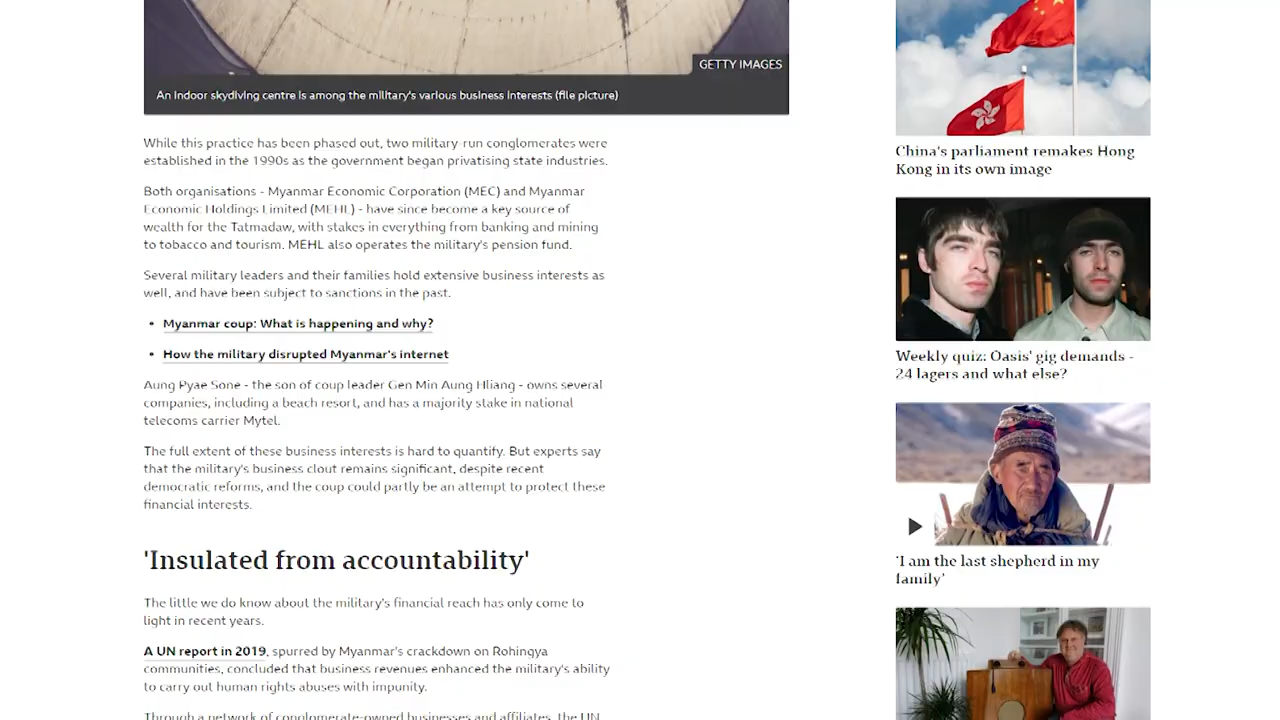 GETTY IMAGES
An indoor skydiving centre is among the military's various business interests (file picture)
While this practice has been phased out, two military-run conglomerates were
established in the 1990s as the government began privatising state industries.
Both organisations - Myanmar Economic Corporation (MEC) and Myanmar
Economic Holdings Limited (MEHL) - have since become a key source of
wealth for the Tatmadaw, with stakes in everything from banking and mining
to tobacco and tourism. MEHL also operates the military's pension fund.
Several military leaders and their families hold extensive business interests as
well, and have been subject to sanctions in the past.
• Myanmar coup: What is happening and why?
• How the military disrupted Myanmar's internet
Aung Pyae Sone - the son of coup leader Gen Min Aung Hliang - owns several
companies, including a beach resort, and has a majority stake in national
telecoms carrier Mytel.
The full extent of these business interests is hard to quantify. But experts say
that the military's business clout remains significant, despite recent
democratic reforms, and the coup could partly be an attempt to protect these
financial interests.
'Insulated from accountability'
The little we do know about the military's financial reach has only come to
light in recent years.
A UN report in 2019, spurred by Myanmar's crackdown on Rohingya
communities, concluded that business revenues enhanced the military's ability
to carry out human rights abuses with impunity.
Through a network of conglomerate-owned businesses and affiliates, the UN
China's parliament remakes Hong
Kong in its own image
Weekly quiz: Oasis' gig demands -
24 lagers and what else?
'I am the last shepherd in my
family'